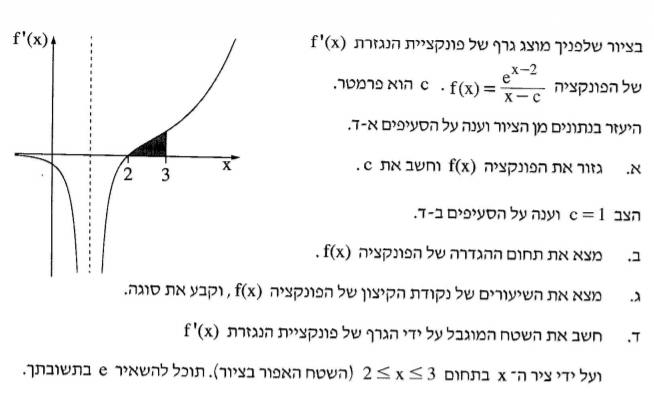 בציור שלפניך מוצג גרף של פונקציית הנגזרת f'(x)
של הפונקציה f(x) = e^(x−2) / (x − c) . c הוא פרמטר.
היעזר בנתונים מן הציור וענה על הסעיפים א-ד.
א. גזור את הפונקציה f(x) וחשב את c.
הצב c = 1 וענה על הסעיפים ב-ד.
ב. מצא את תחום ההגדרה של הפונקציה f(x).
ג. מצא את השיעורים של נקודת הקיצון של הפונקציה f(x), וקבע את סוגה.
ד. חשב את השטח המוגבל על ידי הגרף של פונקציית הנגזרת f'(x)
ועל ידי ציר ה-x בתחום 2 ≤ x ≤ 3 (השטח האפור בציור). תוכל להשאיר e בתשובתך.
f'(x)
2 3 x